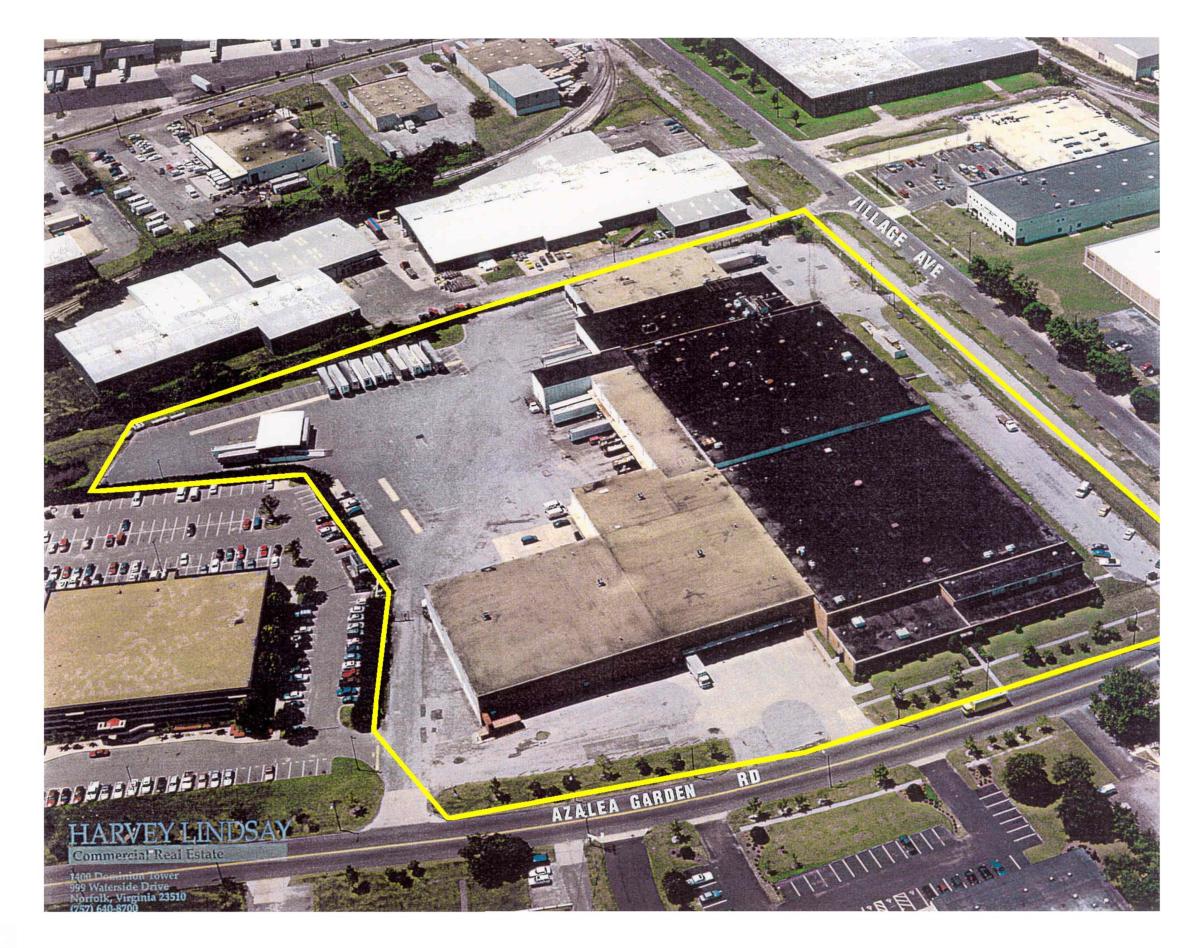 VILLAGE AVE
AZALEA GARDEN RD
HARVEY LINDSAY
Commercial Real Estate
1400 Dominion Tower
999 Waterside Drive
Norfolk, Virginia 23510
(757) 640-8700